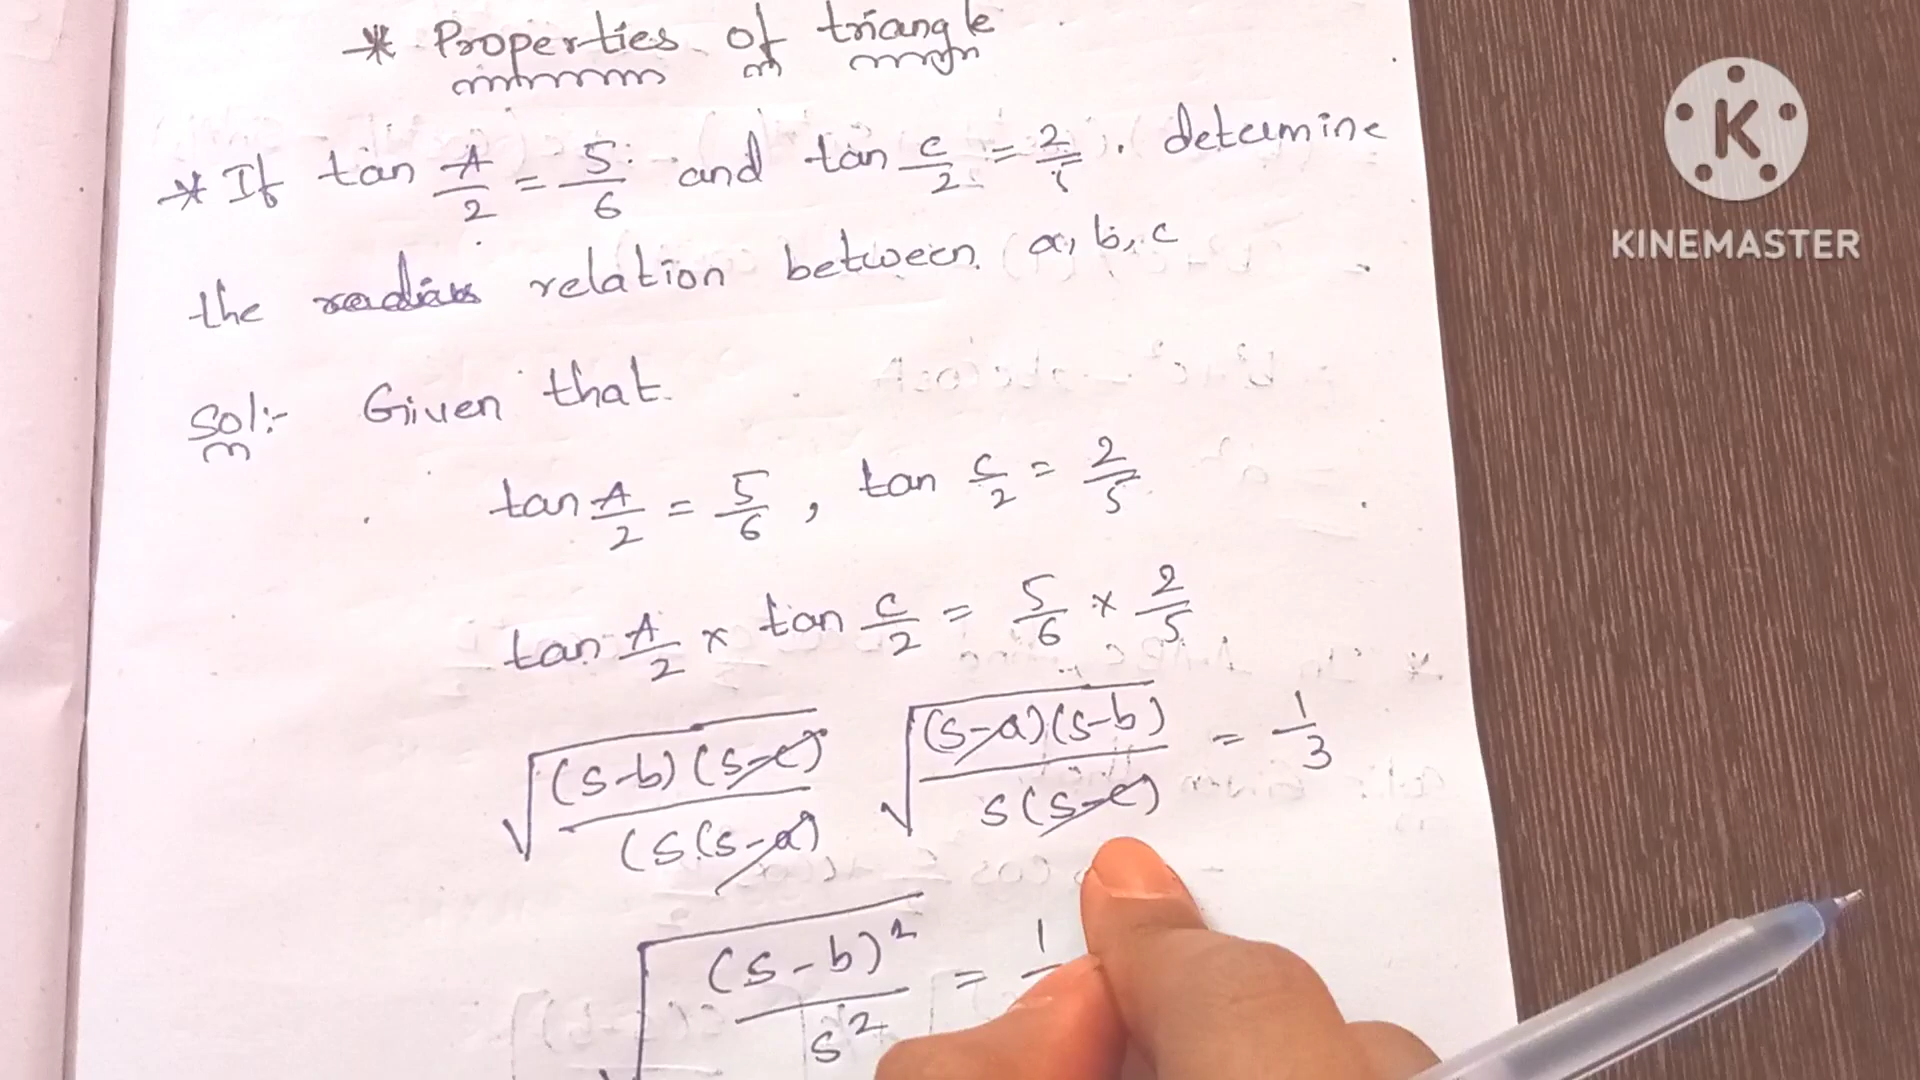 * Properties of triangle
* If tan A/2 = 5/6 and tan C/2 = 2/5. determine
the relation between a, b, c
Sol:- Given that
tan A/2 = 5/6, tan C/2 = 2/5
tan A/2 × tan C/2 = 5/6 × 2/5
√((s-b)(s-c)/(s(s-a)) √((s-a)(s-b)/s(s-c)) = 1/3
√((s-b)²/s²) = 1
K
KINEMASTER